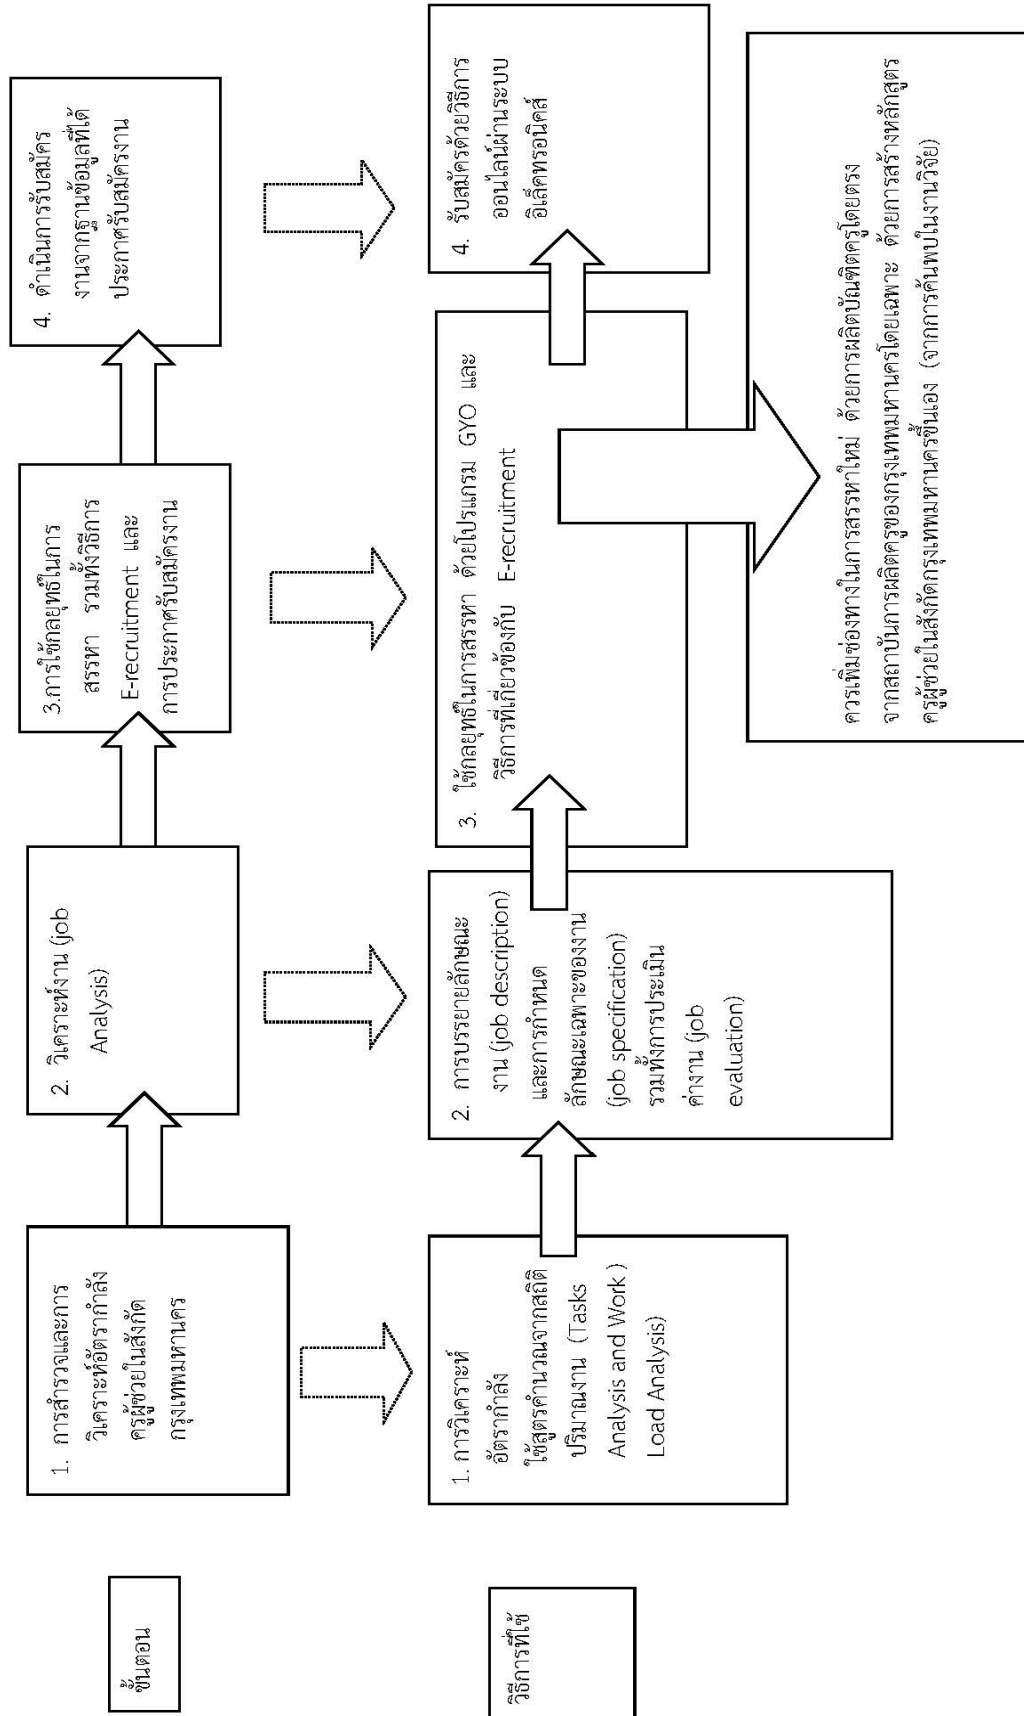 ขั้นตอน
1. การสำรวจและการ
วิเคราะห์อัตรากำลัง
ครูผู้ช่วยในสังกัด
กรุงเทพมหานคร
2. วิเคราะห์งาน (job
Analysis)
3.การใช้กลยุทธ์ในการ
สรรหา รวมทั้งวิธีการ
E-recruitment และ
การประกาศรับสมัครงาน
4. ดำเนินการรับสมัคร
งานจากฐานข้อมูลที่ได้
ประกาศรับสมัครงาน
วิธีการที่ใช้
1. การวิเคราะห์
อัตรากำลัง
ใช้สูตรคำนวณจากสถิติ
ปริมาณงาน (Tasks
Analysis and Work )
Load Analysis)
2. การบรรยายลักษณะ
งาน (job description)
และการกำหนด
ลักษณะเฉพาะของงาน
(job specification)
รวมทั้งการประเมิน
ค่างาน (job
evaluation)
3. ใช้กลยุทธ์ในการสรรหา ด้วยโปรแกรม GYO และ
วิธีการที่เกี่ยวข้องกับ E-recruitment
4. รับสมัครด้วยวิธีการ
ออนไลน์ผ่านระบบ
อิเล็คทรอนิคส์
ควรเพิ่มช่องทางในการสรรหาใหม่ ด้วยการผลิตบัณฑิตครูโดยตรง
จากสถาบันการผลิตครูของกรุงเทพมหานครโดยเฉพาะ ด้วยการสร้างหลักสูตร
ครูผู้ช่วยในสังกัดกรุงเทพมหานครขึ้นเอง (จากการค้นพบในงานวิจัย)